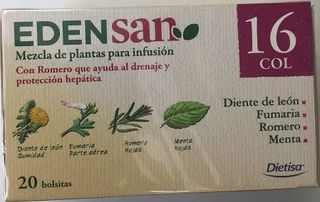 EDENSAN
Mezcla de plantas para infusión
Con Romero que ayuda al drenaje y
protección hepática
16
COL
Diente de león
Fumaria
Romero
Menta
Diente de león
Sumidad
Fumaria
Parte aérea
Romero
Hojas
Menta
Hojas
20 bolsitas
Dietisa